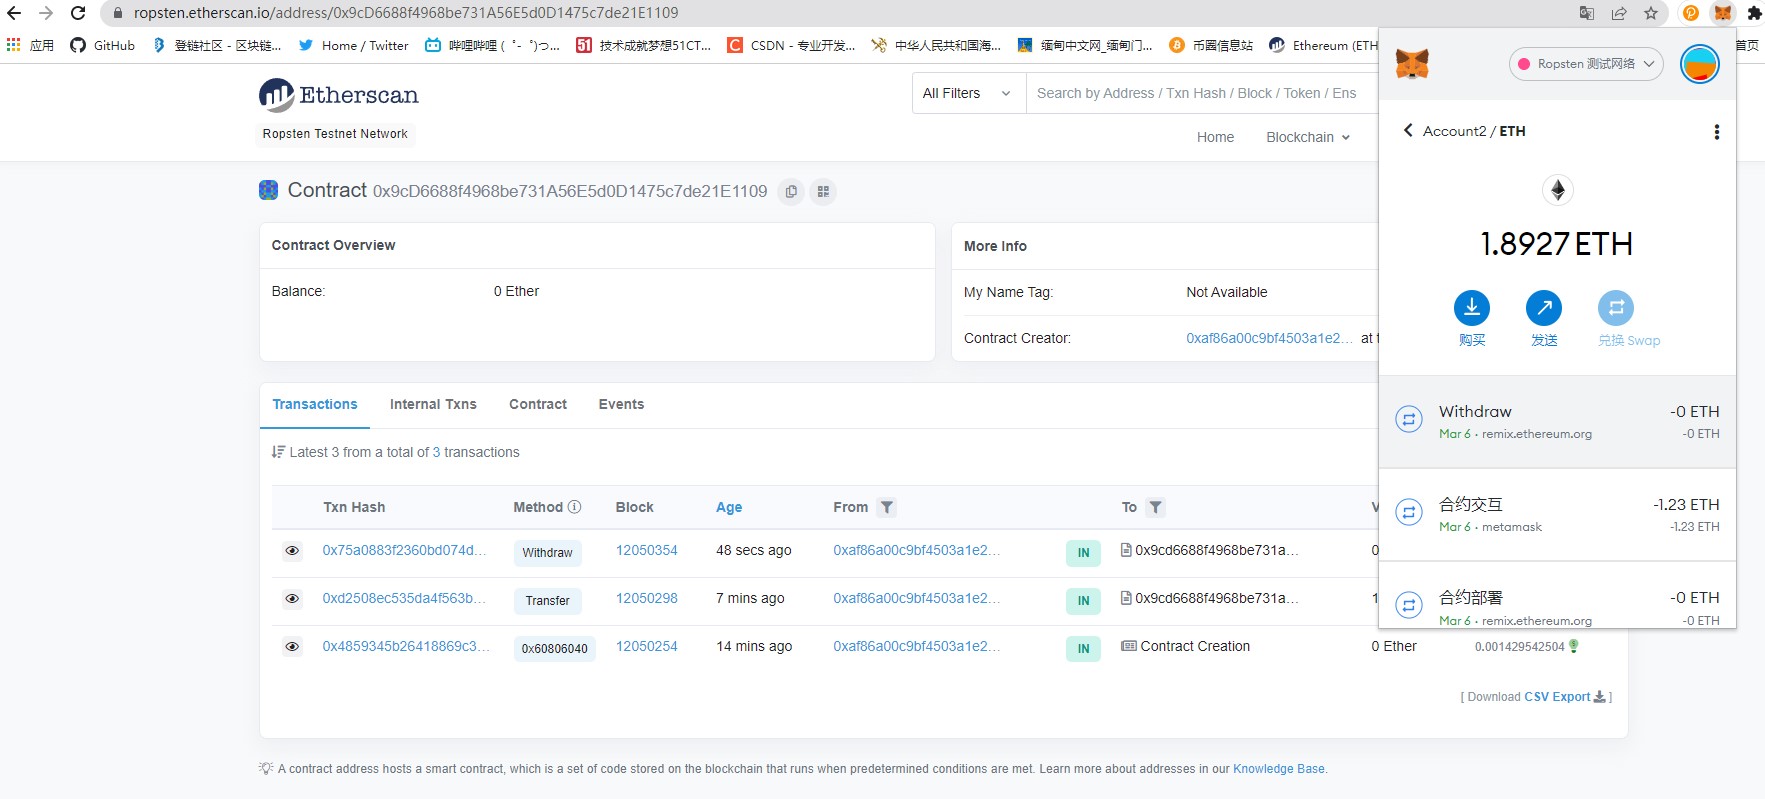 ropsten.etherscan.io/address/0x9cD6688f4968be731A56E5d0D1475c7de21E1109
应用 GitHub 登链社区 - 区块链... Home / Twitter 哔哩哔哩 ( ゜- ゜)つ... 51 技术成就梦想51CT... C CSDN - 专业开发... 中华人民共和国海... 缅甸中文网_缅甸门... 币圈信息站 Ethereum (ETH 首页
Etherscan
Ropsten Testnet Network
All Filters Search by Address / Txn Hash / Block / Token / Ens
Home Blockchain
Contract 0x9cD6688f4968be731A56E5d0D1475c7de21E1109
Contract Overview
Balance: 0 Ether
More Info
My Name Tag: Not Available
Contract Creator: 0xaf86a00c9bf4503a1e2... at t
Transactions Internal Txns Contract Events
Latest 3 from a total of 3 transactions
Txn Hash Method Block Age From To V
0x75a0883f2360bd074d... Withdraw 12050354 48 secs ago 0xaf86a00c9bf4503a1e2... IN 0x9cd6688f4968be731a... 0
0xd2508ec535da4f563b... Transfer 12050298 7 mins ago 0xaf86a00c9bf4503a1e2... IN 0x9cd6688f4968be731a... 1
0x4859345b26418869c3... 0x60806040 12050254 14 mins ago 0xaf86a00c9bf4503a1e2... IN Contract Creation 0 Ether 0.001429542504
[ Download CSV Export ]
A contract address hosts a smart contract, which is a set of code stored on the blockchain that runs when predetermined conditions are met. Learn more about addresses in our Knowledge Base.
Ropsten 测试网络
Account2 / ETH
1.8927 ETH
购买 发送 兑换 Swap
Withdraw -0 ETH
Mar 6 · remix.ethereum.org -0 ETH
合约交互 -1.23 ETH
Mar 6 · metamask -1.23 ETH
合约部署 -0 ETH
Mar 6 · remix.ethereum.org -0 ETH